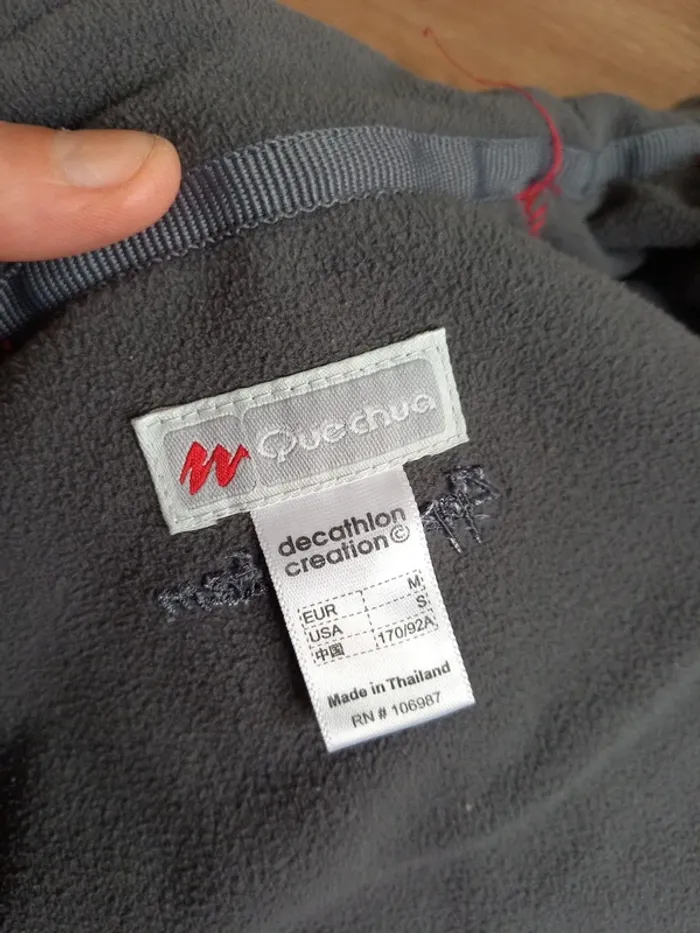 Quechua
decathlon
creation©
EUR M
USA S
中国 170/92A
Made in Thailand
RN # 106987